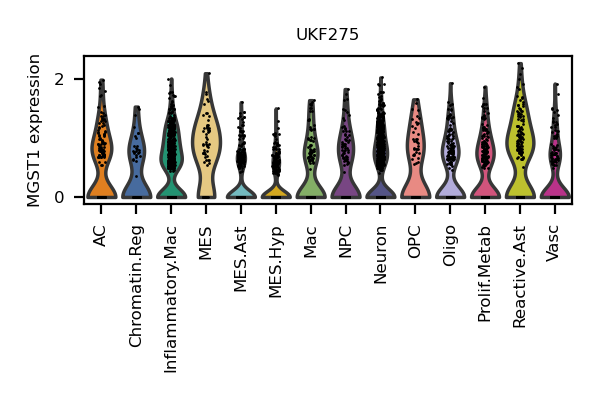 UKF275
MGST1 expression
2
0
AC
Chromatin.Reg
Inflammatory.Mac
MES
MES.Ast
MES.Hyp
Mac
NPC
Neuron
OPC
Oligo
Prolif.Metab
Reactive.Ast
Vasc